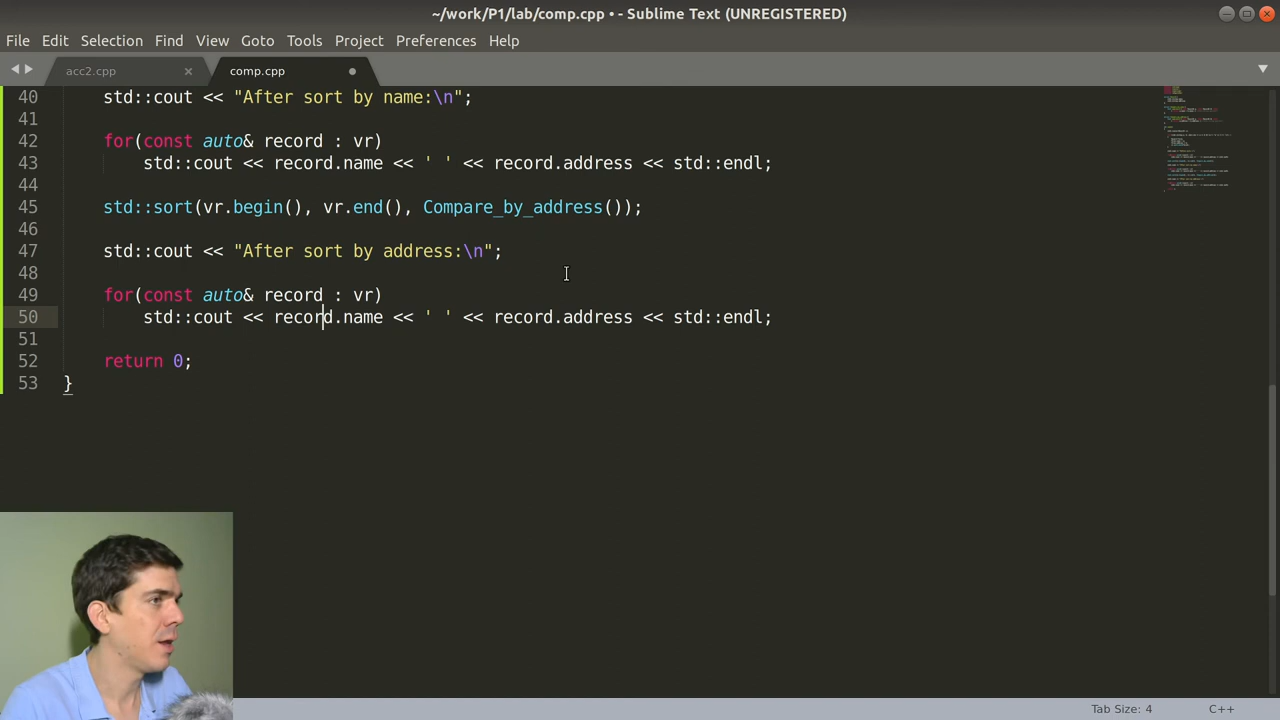 ~/work/P1/lab/comp.cpp • - Sublime Text (UNREGISTERED)
File Edit Selection Find View Goto Tools Project Preferences Help
acc2.cpp comp.cpp
40 std::cout << "After sort by name:\n";
41
42 for(const auto& record : vr)
43 std::cout << record.name << ' ' << record.address << std::endl;
44
45 std::sort(vr.begin(), vr.end(), Compare_by_address());
46
47 std::cout << "After sort by address:\n";
48
49 for(const auto& record : vr)
50 std::cout << record.name << ' ' << record.address << std::endl;
51
52 return 0;
53 }
Tab Size: 4 C++